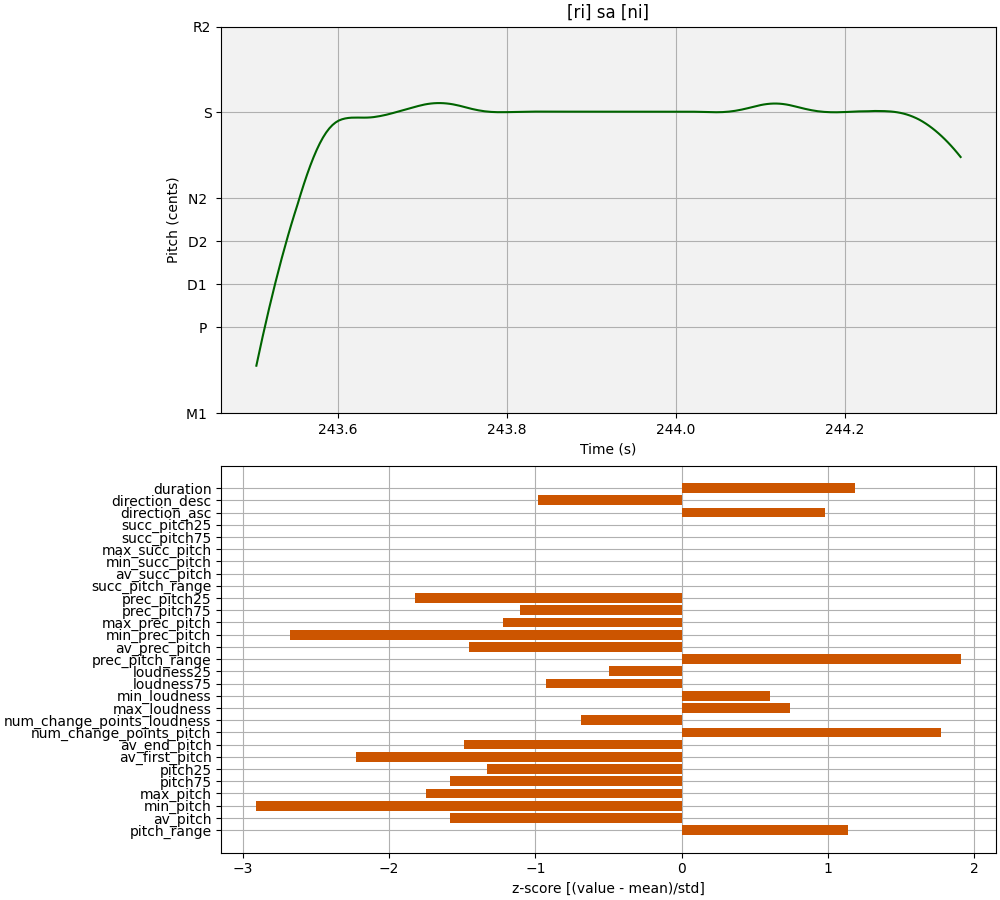 [ri] sa [ni]
R2
S
N2
D2
D1
P
M1
Pitch (cents)
243.6 243.8 244.0 244.2
Time (s)
duration
direction_desc
direction_asc
succ_pitch25
succ_pitch75
max_succ_pitch
min_succ_pitch
av_succ_pitch
succ_pitch_range
prec_pitch25
prec_pitch75
max_prec_pitch
min_prec_pitch
av_prec_pitch
prec_pitch_range
loudness25
loudness75
min_loudness
max_loudness
num_change_points_loudness
num_change_points_pitch
av_end_pitch
av_first_pitch
pitch25
pitch75
max_pitch
min_pitch
av_pitch
pitch_range
−3 −2 −1 0 1 2
z-score [(value - mean)/std]